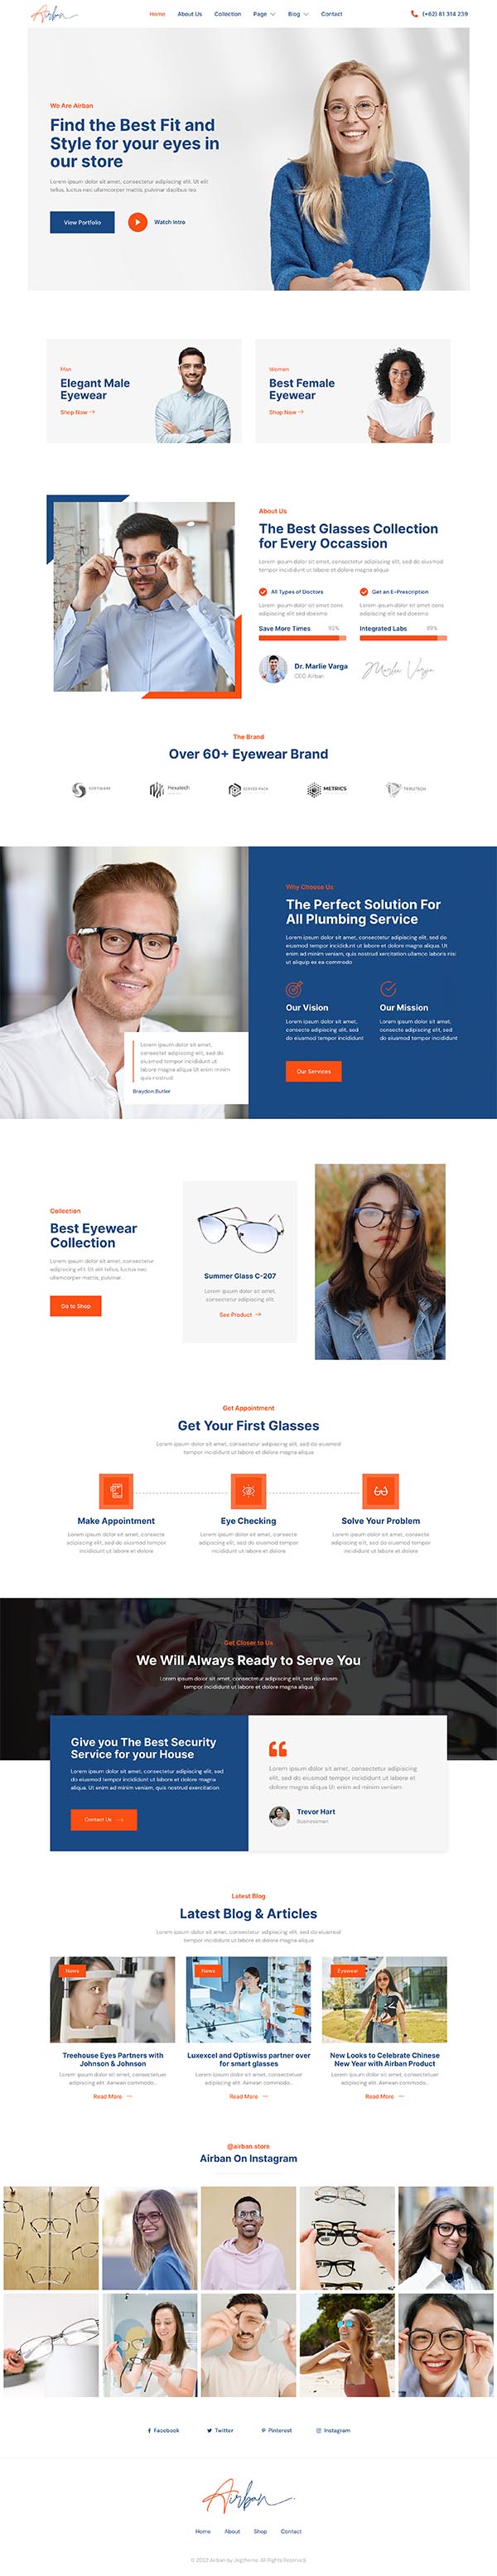 Airban
Home About Us Collection Page Blog Contact
(+62) 81 314 239
We Are Airban
Find the Best Fit and
Style for your eyes in
our store
Lorem ipsum dolor sit amet, consectetur adipiscing elit. Ut elit
tellus, luctus nec ullamcorper mattis, pulvinar dapibus leo.
View Portfolio
Watch Intro
Man
Elegant Male
Eyewear
Shop Now
Women
Best Female
Eyewear
Shop Now
About Us
The Best Glasses Collection
for Every Occassion
Lorem ipsum dolor sit amet, consectetur adipiscing elit, sed do eiusmod
tempor incididunt ut labore et dolore magna aliqua
All Types of Doctors
Lorem ipsum dolor sit amet cons
adipiscing elit sed doesmo
Save More Times 92%
Get an E-Prescription
Lorem ipsum dolor sit amet cons
adipiscing elit sed doesmo
Integrated Labs 89%
Dr. Marlie Varga
CEO Airban
Marlie Varga
The Brand
Over 60+ Eyewear Brand
SOFTWARE
hexatech
SERVER PACK
METRICS
TRIPLETECH
Why Choose Us
The Perfect Solution For
All Plumbing Service
Lorem ipsum dolor sit amet, consectetur adipiscing elit, sed do
eiusmod tempor incididunt ut labore et dolore magna aliqua. Ut
enim ad minim veniam, quis nostrud xercitation ullamco laboris nisi
ut aliquip ex ea commodo
Our Vision
Lorem ipsum dolor sit amet,
consecte adipiscing elit, sed
do eiusmod tempor incididunt
Our Mission
Lorem ipsum dolor sit amet,
consecte adipiscing elit, sed
do eiusmod tempor incididunt
Our Services
Lorem ipsum dolor sit amet,
consectet adipiscing elit, sed do
eiusmod tempor incididunt ut
labore magna aliqua Ut enim minim
quis nostrud
Braydon Butler
Collection
Best Eyewear
Collection
Lorem ipsum dolor sit amet, consectetur
adipiscing elit. Ut elit tellus, luctus nec
ullamcorper mattis, pulvinar.
Go to Shop
Summer Glass C-207
Lorem ipsum dolor sit amet,
consectetur adipiscing elit.
See Product
Get Appointment
Get Your First Glasses
Lorem ipsum dolor sit amet, consectetur adipiscing elit, sed do eiusmod
tempor incididunt ut labore et dolore magna aliqua
Make Appointment
Lorem ipsum dolor sit amet, consecte
adipiscing elit, sed do eiusmod tempor
incididunt ut labore et dolore
Eye Checking
Lorem ipsum dolor sit amet, consecte
adipiscing elit, sed do eiusmod tempor
incididunt ut labore et dolore
Solve Your Problem
Lorem ipsum dolor sit amet, consecte
adipiscing elit, sed do eiusmod tempor
incididunt ut labore et dolore
Get Closer to Us
We Will Always Ready to Serve You
Lorem ipsum dolor sit amet, consectetur adipiscing elit, sed do eiusm
tempor incididunt ut labore et dolore magna aliqua
Give you The Best Security
Service for your House
Lorem ipsum dolor sit amet, consectetur adipiscing elit, sed
do eiusmod tempor incididunt ut labore et dolore magna
aliqua. Ut enim ad minim veniam, quis nostrud exercitation
Contact Us
Lorem ipsum dolor sit amet, consectetur adipiscing
elit, sed do eiusmod tempor incididunt ut labore et
dolore magna aliqua. Ut enim ad minim veniam.
Trevor Hart
Businessman
Latest Blog
Latest Blog & Articles
Lorem ipsum dolor sit amet, consectetur adipiscing elit, sed do eiusmod
tempor incididunt ut labore et dolore magna aliqua
News
Treehouse Eyes Partners with
Johnson & Johnson
Lorem ipsum dolor sit amet, consectetuer
adipiscing elit. Aenean commodo...
Read More
News
Luxexcel and Optiswiss partner over
for smart glasses
Lorem ipsum dolor sit amet, consectetuer
adipiscing elit. Aenean commodo...
Read More
Eyewear
New Looks to Celebrate Chinese
New Year with Airban Product
Lorem ipsum dolor sit amet, consectetuer
adipiscing elit. Aenean commodo...
Read More
@airban.store
Airban On Instagram
Facebook Twitter Pinterest Instagram
Airban
Home About Shop Contact
© 2022 Airban by Jegtheme. All Rights Reserved.